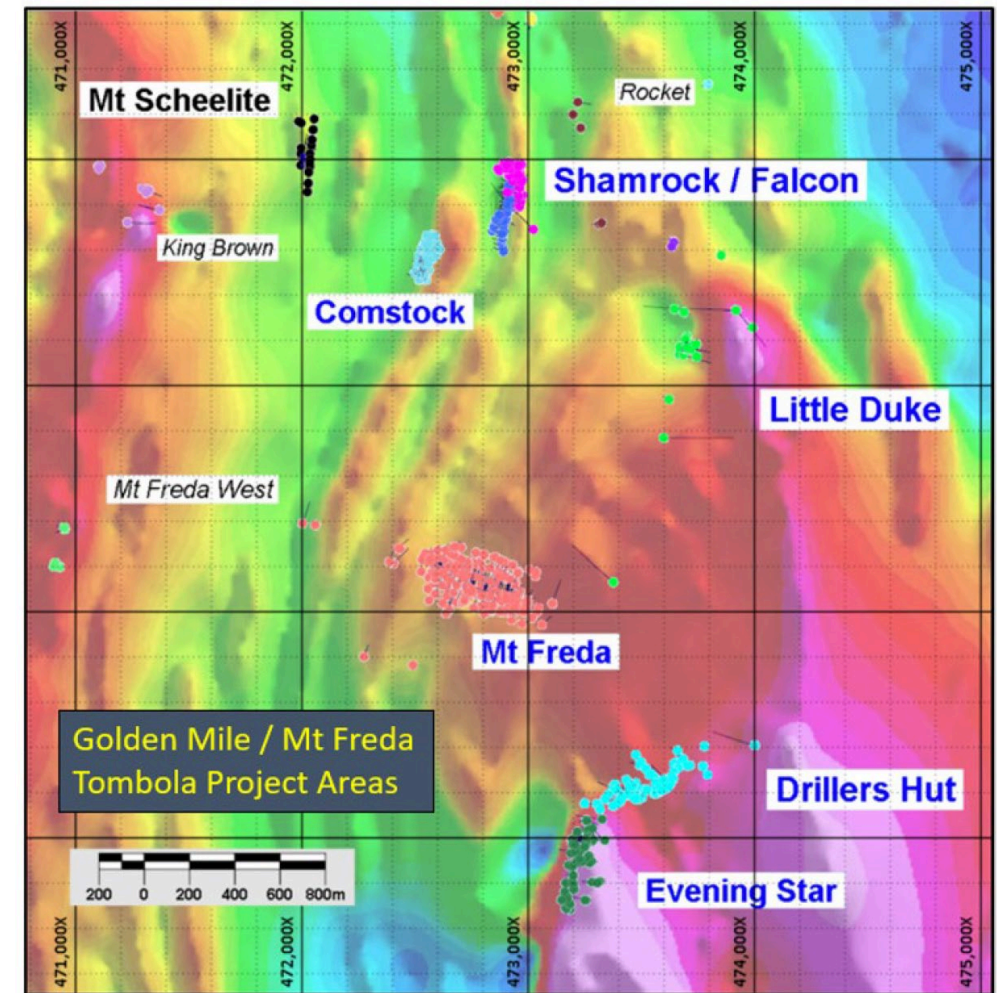 471,000X
472,000X
473,000X
474,000X
475,000X
Mt Scheelite
Rocket
Shamrock / Falcon
King Brown
Comstock
Little Duke
Mt Freda West
Mt Freda
Golden Mile / Mt Freda
Tombola Project Areas
Drillers Hut
Evening Star
200 0 200 400 600 800m
471,000X
472,000X
473,000X
474,000X
475,000X